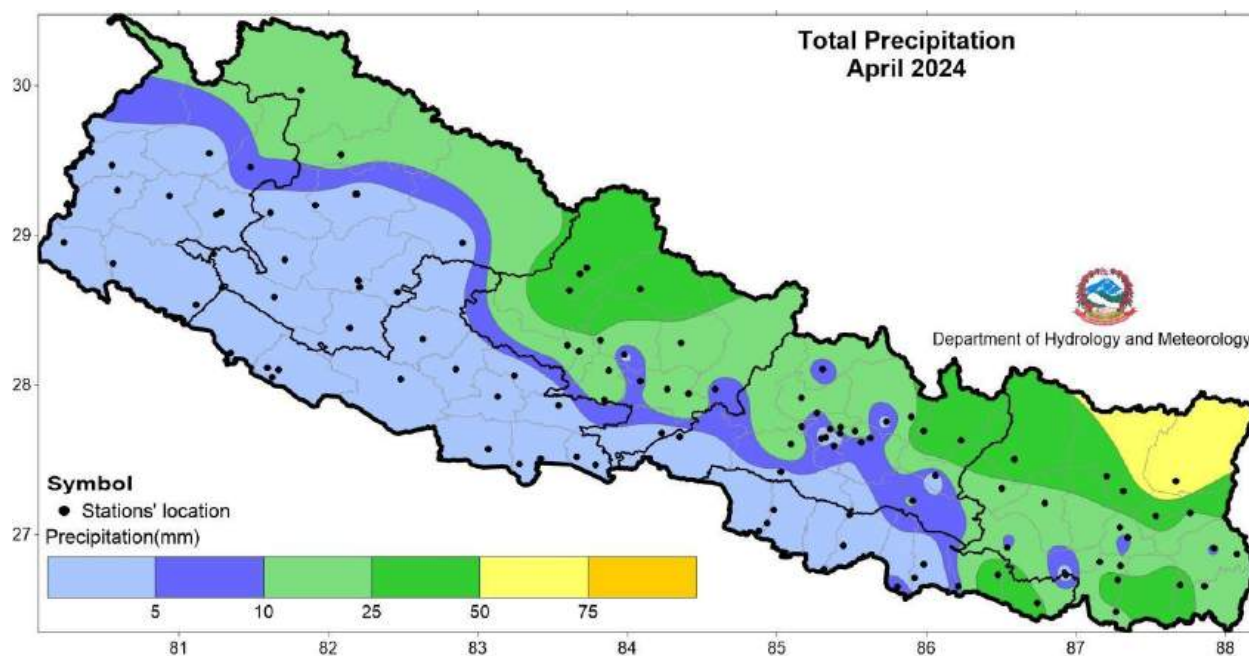 Total Precipitation
April 2024
30
29
28
27
Department of Hydrology and Meteorology
Symbol
Stations' location
Precipitation(mm)
5 10 25 50 75
81 82 83 84 85 86 87 88